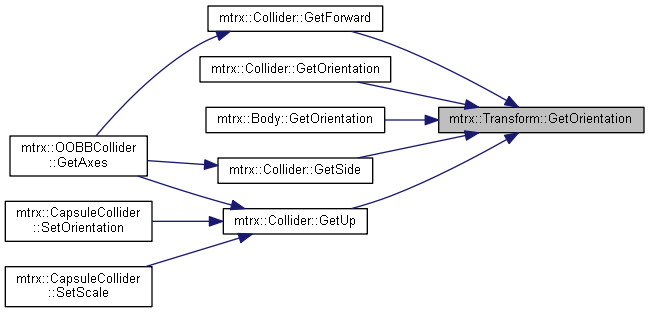 mtrx::Collider::GetForward
mtrx::Collider::GetOrientation
mtrx::Transform::GetOrientation
mtrx::Body::GetOrientation
mtrx::OOBBCollider
::GetAxes
mtrx::Collider::GetSide
mtrx::CapsuleCollider
::SetOrientation
mtrx::Collider::GetUp
mtrx::CapsuleCollider
::SetScale